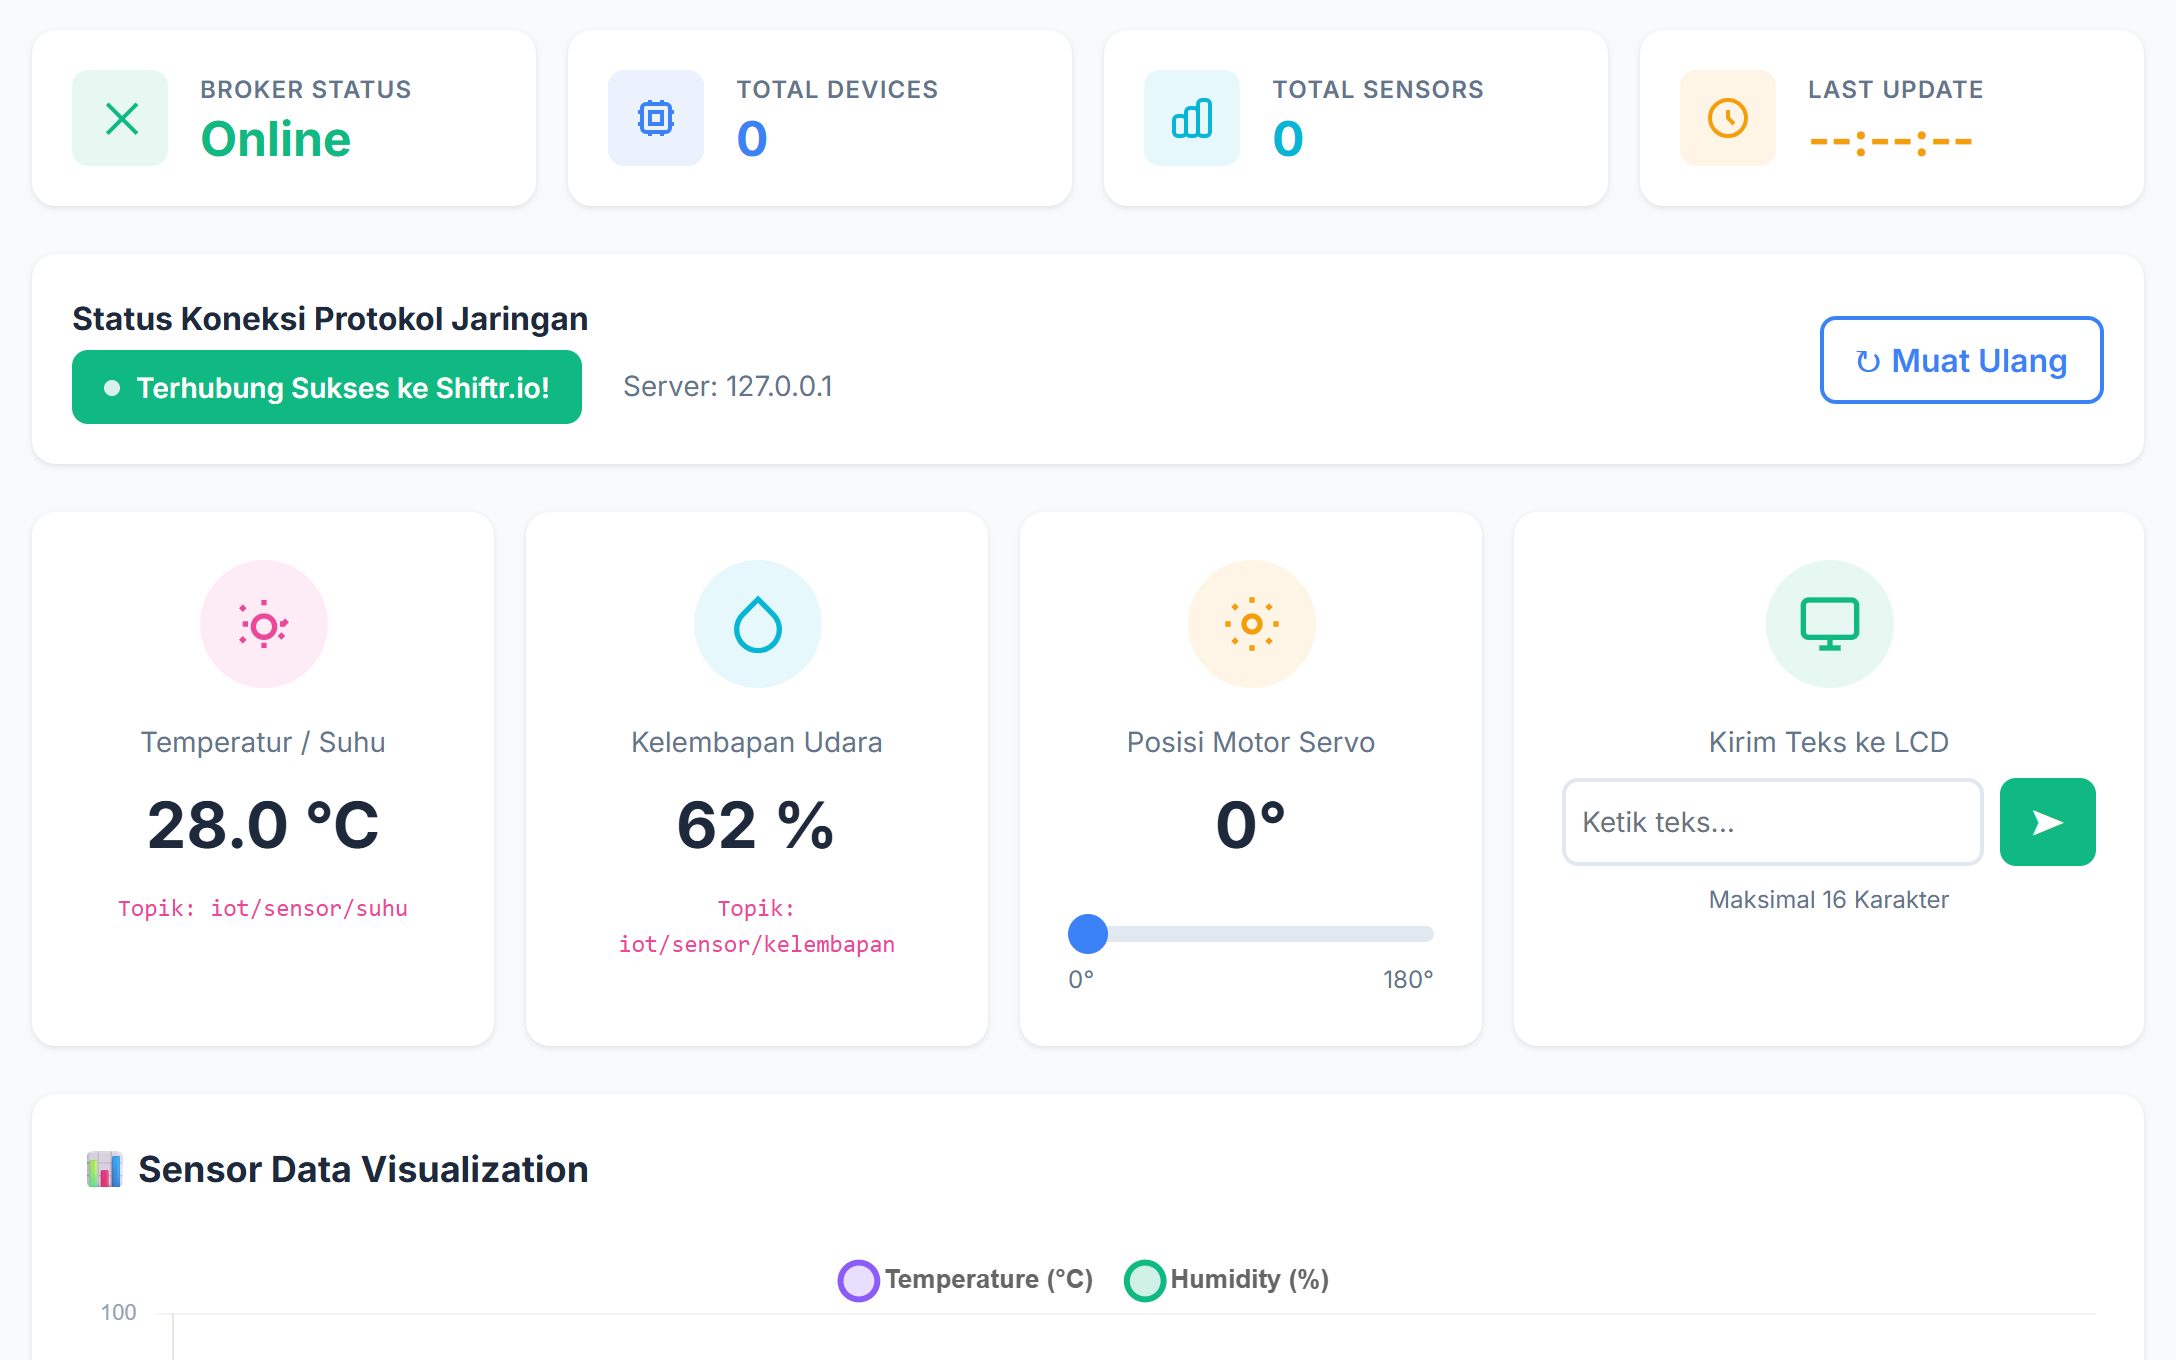 BROKER STATUS
Online
TOTAL DEVICES
0
TOTAL SENSORS
0
LAST UPDATE
--:--:--
Status Koneksi Protokol Jaringan
Terhubung Sukses ke Shiftr.io!
Server: 127.0.0.1
↻ Muat Ulang
Temperatur / Suhu
28.0 °C
Topik: iot/sensor/suhu
Kelembapan Udara
62 %
Topik:
iot/sensor/kelembapan
Posisi Motor Servo
0°
0°
180°
Kirim Teks ke LCD
Ketik teks...
Maksimal 16 Karakter
Sensor Data Visualization
Temperature (°C)
Humidity (%)
100